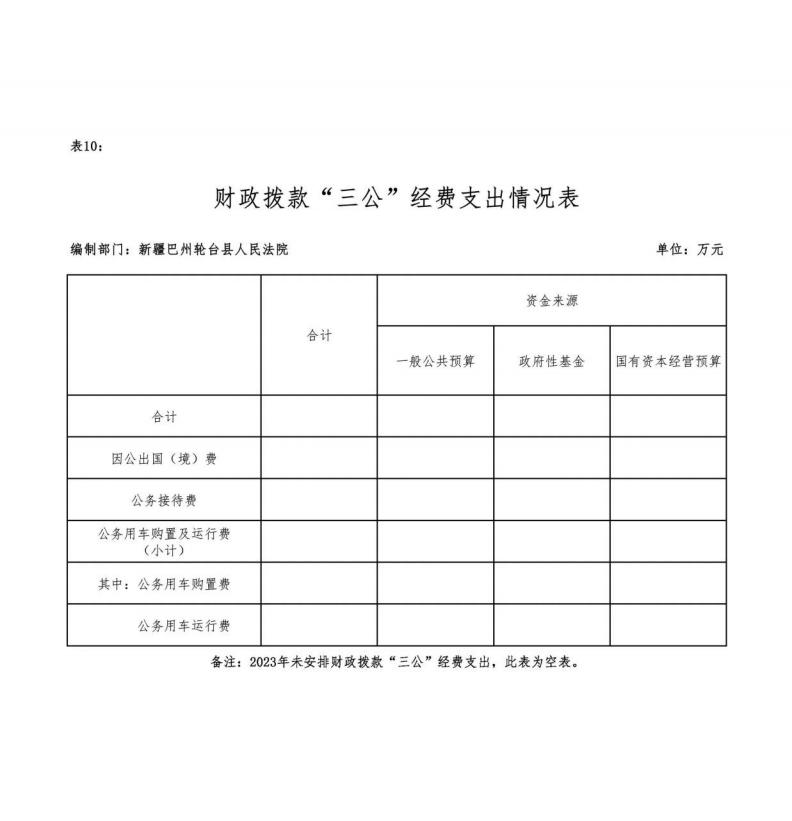 表10：
财政拨款“三公”经费支出情况表
编制部门：新疆巴州轮台县人民法院 单位：万元
合计 资金来源
一般公共预算 政府性基金 国有资本经营预算
合计
因公出国（境）费
公务接待费
公务用车购置及运行费
（小计）
其中：公务用车购置费
公务用车运行费
备注：2023年未安排财政拨款“三公”经费支出，此表为空表。